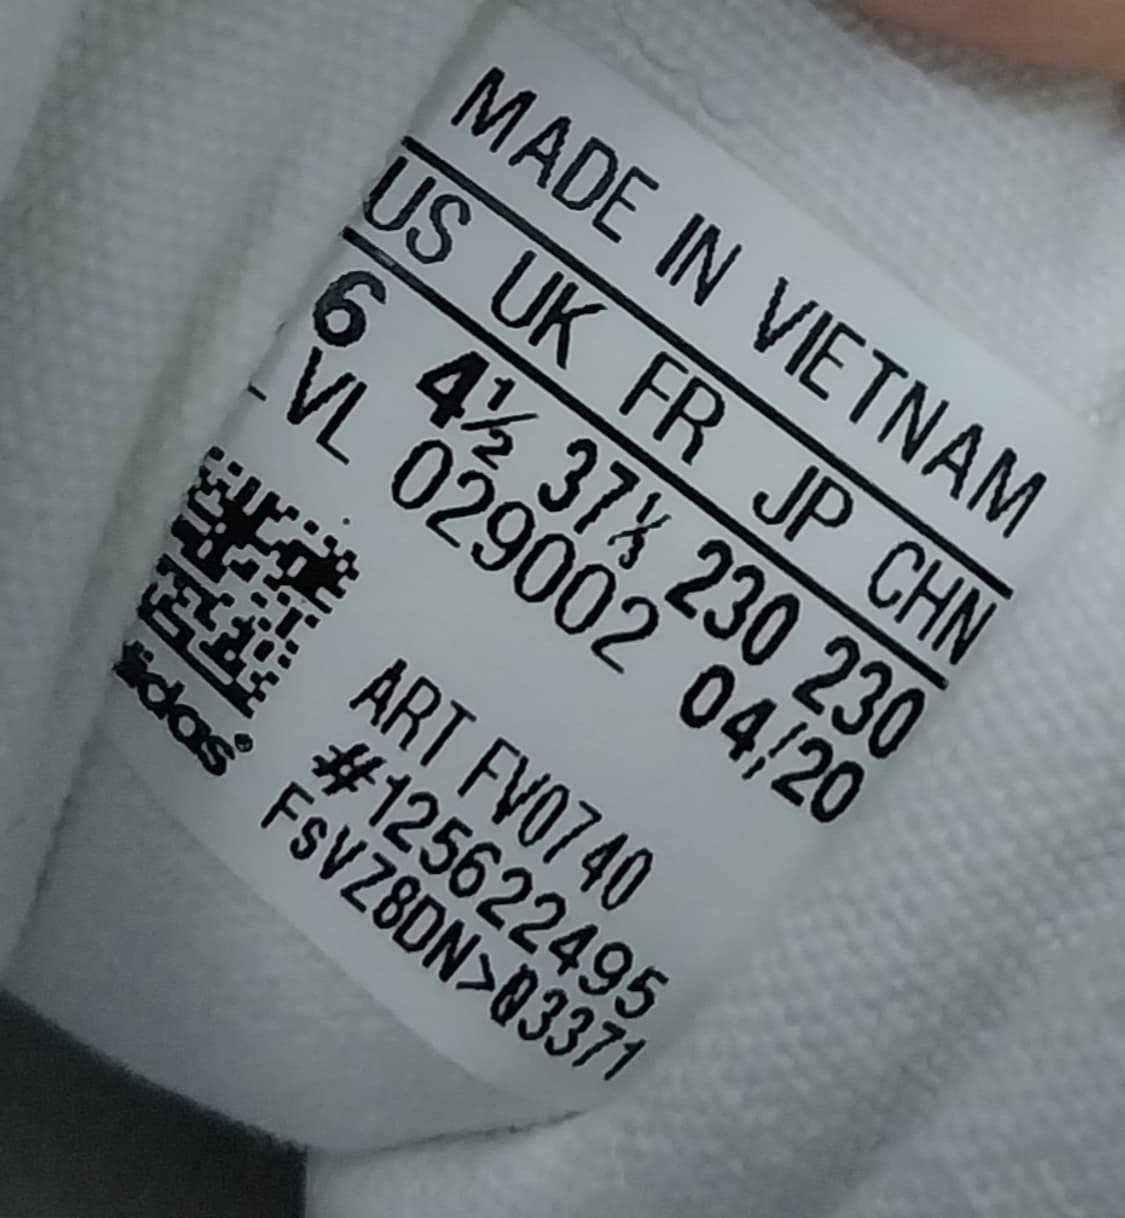 MADE IN VIETNAM
US UK FR JP CHN
6 4½ 37⅓ 230 230
VL 029002 04/20
adidas®
ART FV0740
#125622495
FsVZ8DN>Q3371